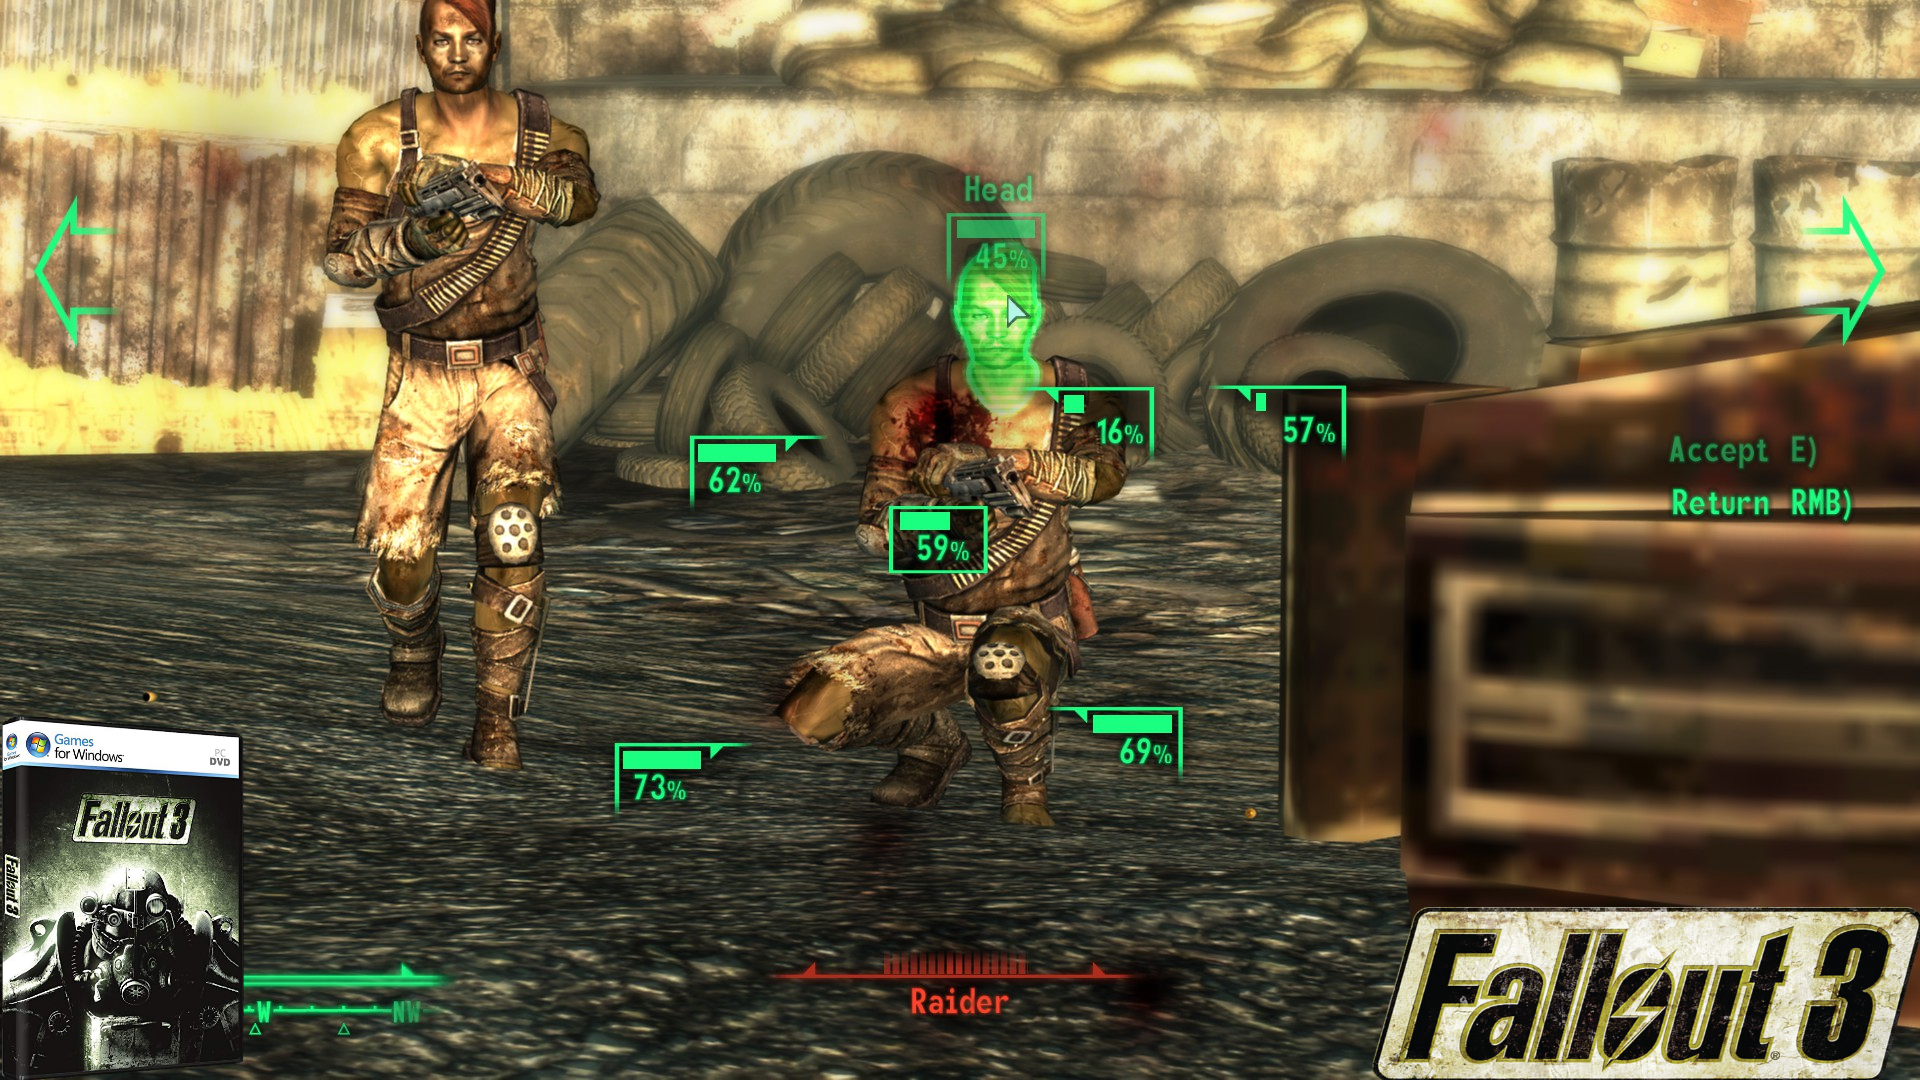 Head
45%
16%
57%
62%
Accept E)
Return RMB)
59%
69%
73%
Games
for Windows
PC
DVD
Fallout 3
Fallout 3
W
NW
Raider
Fallout 3